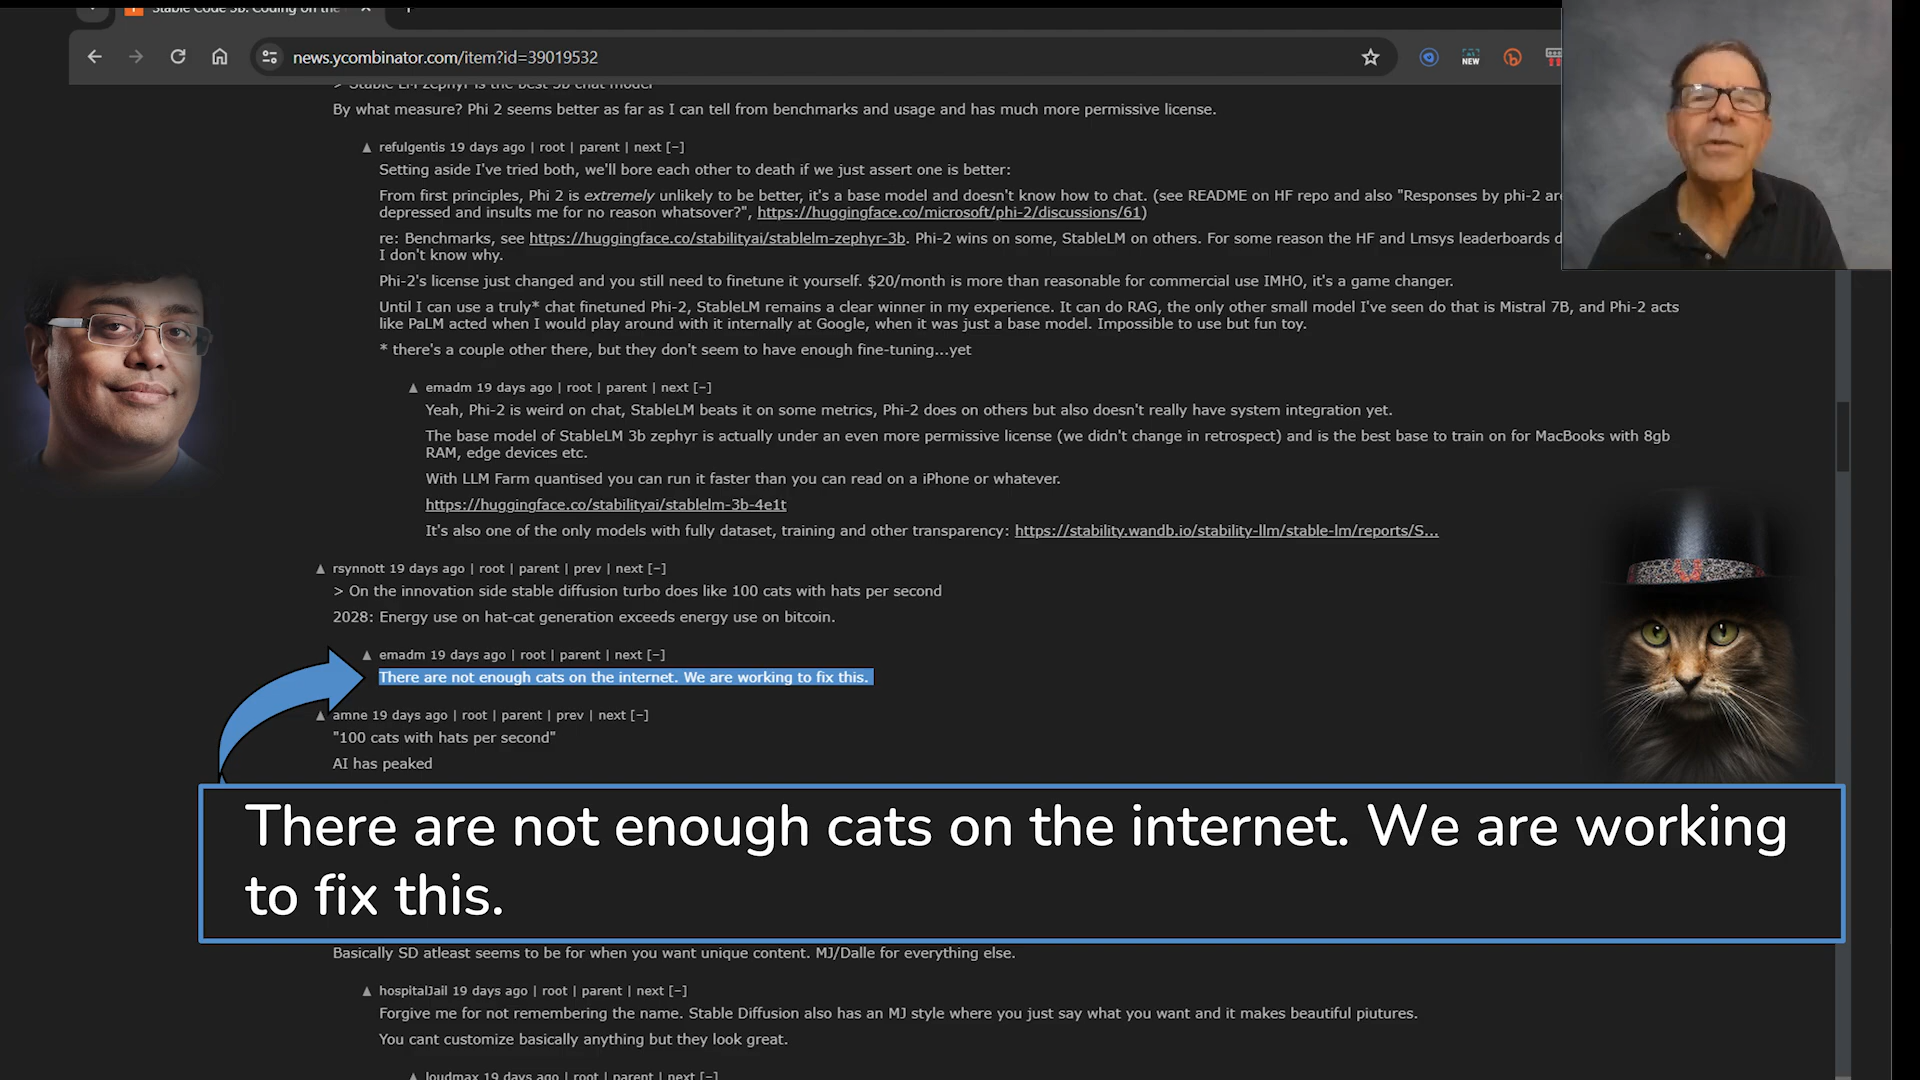 Stable Code 3B: Coding on the
news.ycombinator.com/item?id=39019532
NEW
> Stable LM zephyr is the best 3B chat model
By what measure? Phi 2 seems better as far as I can tell from benchmarks and usage and has much more permissive license.
▲ refulgentis 19 days ago | root | parent | next [–]
Setting aside I've tried both, we'll bore each other to death if we just assert one is better:
From first principles, Phi 2 is extremely unlikely to be better, it's a base model and doesn't know how to chat. (see README on HF repo and also "Responses by phi-2 ar
depressed and insults me for no reason whatsover?", https://huggingface.co/microsoft/phi-2/discussions/61)
re: Benchmarks, see https://huggingface.co/stabilityai/stablelm-zephyr-3b. Phi-2 wins on some, StableLM on others. For some reason the HF and Lmsys leaderboards d
I don't know why.
Phi-2's license just changed and you still need to finetune it yourself. $20/month is more than reasonable for commercial use IMHO, it's a game changer.
Until I can use a truly* chat finetuned Phi-2, StableLM remains a clear winner in my experience. It can do RAG, the only other small model I've seen do that is Mistral 7B, and Phi-2 acts
like PaLM acted when I would play around with it internally at Google, when it was just a base model. Impossible to use but fun toy.
* there's a couple other there, but they don't seem to have enough fine-tuning...yet
▲ emadm 19 days ago | root | parent | next [–]
Yeah, Phi-2 is weird on chat, StableLM beats it on some metrics, Phi-2 does on others but also doesn't really have system integration yet.
The base model of StableLM 3b zephyr is actually under an even more permissive license (we didn't change in retrospect) and is the best base to train on for MacBooks with 8gb
RAM, edge devices etc.
With LLM Farm quantised you can run it faster than you can read on a iPhone or whatever.
https://huggingface.co/stabilityai/stablelm-3b-4e1t
It's also one of the only models with fully dataset, training and other transparency: https://stability.wandb.io/stability-llm/stable-lm/reports/S...
▲ rsynnott 19 days ago | root | parent | prev | next [–]
> On the innovation side stable diffusion turbo does like 100 cats with hats per second
2028: Energy use on hat-cat generation exceeds energy use on bitcoin.
▲ emadm 19 days ago | root | parent | next [–]
There are not enough cats on the internet. We are working to fix this.
▲ amne 19 days ago | root | parent | prev | next [–]
"100 cats with hats per second"
AI has peaked
There are not enough cats on the internet. We are working
to fix this.
Basically SD atleast seems to be for when you want unique content. MJ/Dalle for everything else.
▲ hospitalJail 19 days ago | root | parent | next [–]
Forgive me for not remembering the name. Stable Diffusion also has an MJ style where you just say what you want and it makes beautiful piutures.
You cant customize basically anything but they look great.
▲ loudmax 19 days ago | root | parent | next [–]